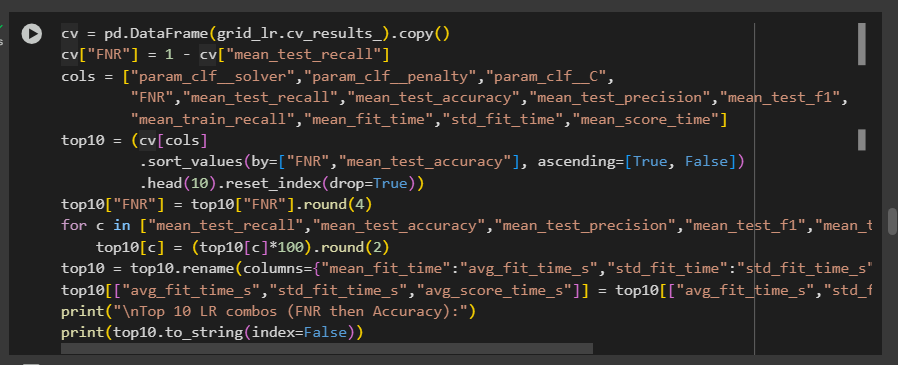 cv = pd.DataFrame(grid_lr.cv_results_).copy()
cv["FNR"] = 1 - cv["mean_test_recall"]
cols = ["param_clf__solver","param_clf__penalty","param_clf__C",
        "FNR","mean_test_recall","mean_test_accuracy","mean_test_precision","mean_test_f1",
        "mean_train_recall","mean_fit_time","std_fit_time","mean_score_time"]
top10 = (cv[cols]
         .sort_values(by=["FNR","mean_test_accuracy"], ascending=[True, False])
         .head(10).reset_index(drop=True))
top10["FNR"] = top10["FNR"].round(4)
for c in ["mean_test_recall","mean_test_accuracy","mean_test_precision","mean_test_f1","mean_t
    top10[c] = (top10[c]*100).round(2)
top10 = top10.rename(columns={"mean_fit_time":"avg_fit_time_s","std_fit_time":"std_fit_time_s"
top10[["avg_fit_time_s","std_fit_time_s","avg_score_time_s"]] = top10[["avg_fit_time_s","std_f
print("\nTop 10 LR combos (FNR then Accuracy):")
print(top10.to_string(index=False))